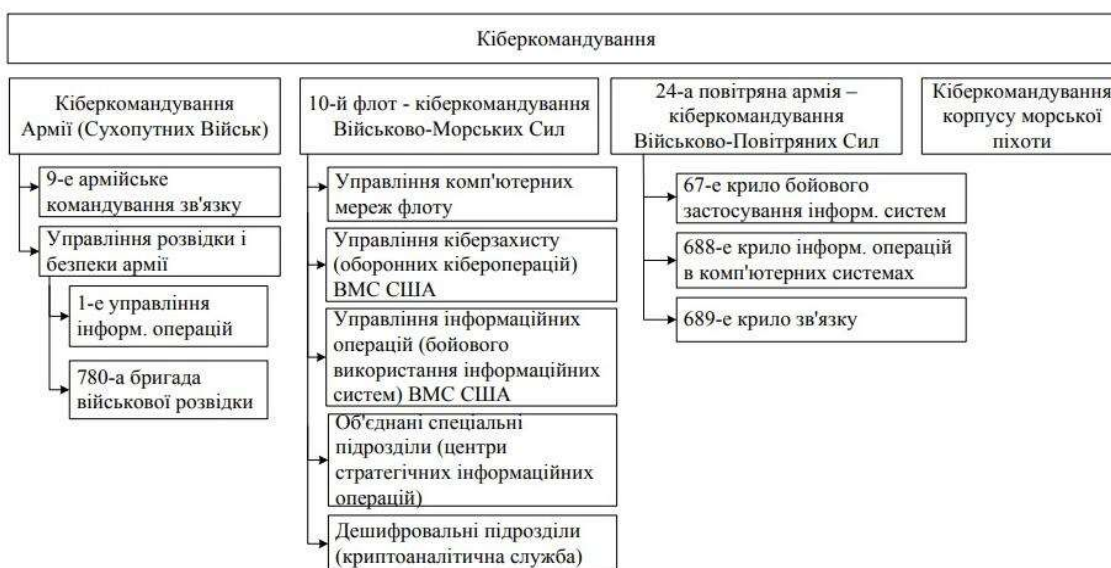 Кіберкомандування
Кіберкомандування
Армії (Сухопутних Військ)
9-е армійське
командування зв'язку
Управління розвідки і
безпеки армії
1-е управління
інформ. операцій
780-а бригада
військової розвідки
10-й флот - кіберкомандування
Військово-Морських Сил
Управління комп'ютерних
мереж флоту
Управління кіберзахисту
(оборонних кібероперацій)
ВМС США
Управління інформаційних
операцій (бойового
використання інформаційних
систем) ВМС США
Об'єднані спеціальні
підрозділи (центри
стратегічних інформаційних
операцій)
Дешифровальні підрозділи
(криптоаналітична служба)
24-а повітряна армія –
кіберкомандування
Військово-Повітряних Сил
67-е крило бойового
застосування інформ. систем
688-е крило інформ. операцій
в комп'ютерних системах
689-е крило зв'язку
Кіберкомандування
корпусу морської
піхоти